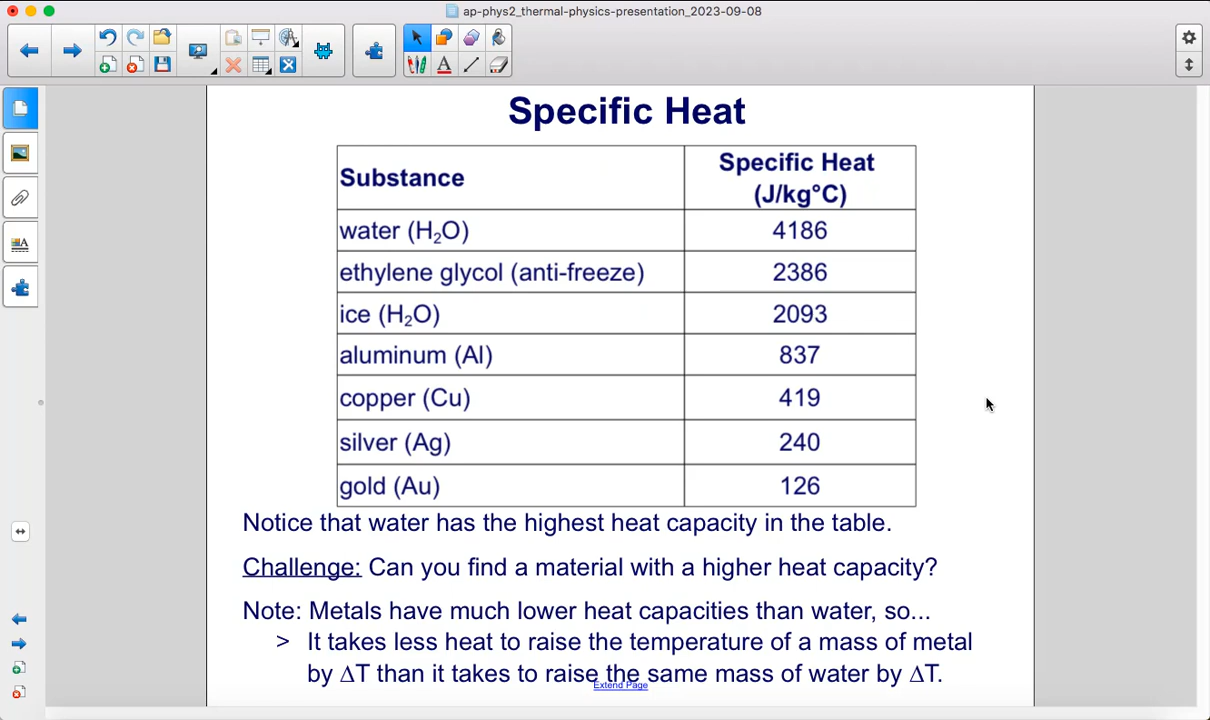 ap-phys2_thermal-physics-presentation_2023-09-08
Specific Heat
Substance
Specific Heat
(J/kg°C)
water (H₂O) 4186
ethylene glycol (anti-freeze) 2386
ice (H₂O) 2093
aluminum (Al) 837
copper (Cu) 419
silver (Ag) 240
gold (Au) 126
Notice that water has the highest heat capacity in the table.
Challenge: Can you find a material with a higher heat capacity?
Note: Metals have much lower heat capacities than water, so...
> It takes less heat to raise the temperature of a mass of metal
by ∆T than it takes to raise the same mass of water by ∆T.
Extend Page